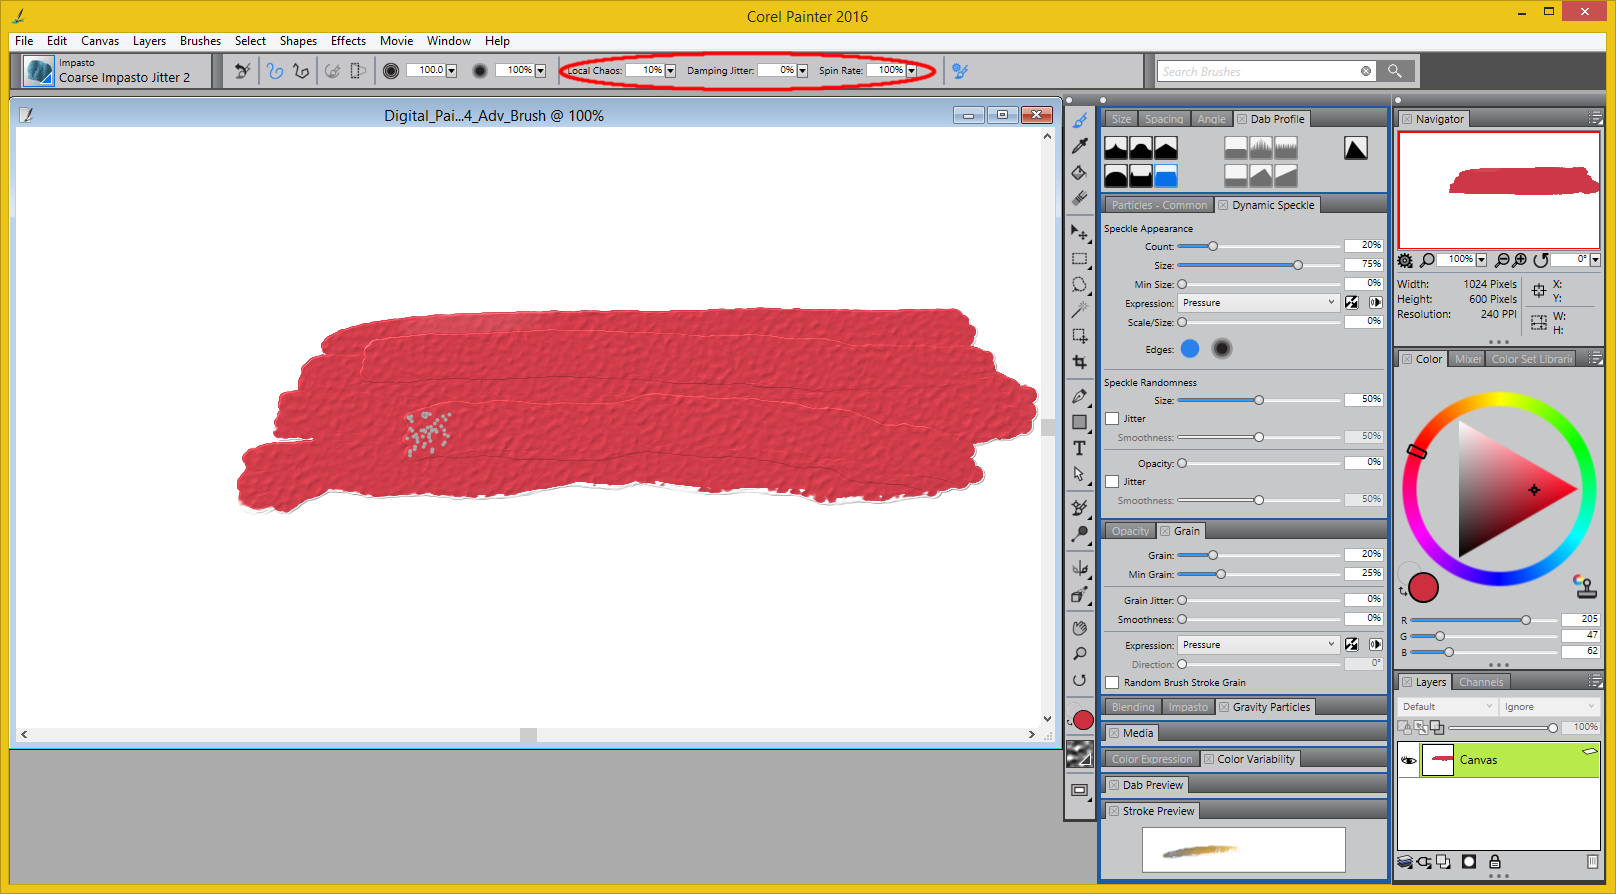 Corel Painter 2016
File Edit Canvas Layers Brushes Select Shapes Effects Movie Window Help
Impasto
Coarse Impasto Jitter 2
100.0 100% Local Chaos: 10% Damping Jitter: 0% Spin Rate: 100%
Search Brushes
Digital_Pai...4_Adv_Brush @ 100%
Size Spacing Angle Dab Profile
Particles - Common Dynamic Speckle
Speckle Appearance
Count: 20%
Size: 75%
Min Size: 0%
Expression: Pressure
Scale/Size: 0%
Edges:
Speckle Randomness
Size: 50%
Jitter
Smoothness: 50%
Opacity: 0%
Jitter
Smoothness: 50%
Opacity Grain
Grain: 20%
Min Grain: 25%
Grain Jitter: 0%
Smoothness: 0%
Expression: Pressure
Direction: 0°
Random Brush Stroke Grain
Blending Impasto Gravity Particles
Media
Color Expression Color Variability
Dab Preview
Stroke Preview
Navigator
100% 0°
Width: 1024 Pixels X:
Height: 600 Pixels Y:
Resolution: 240 PPI W:
H:
Color Mixer Color Set Librari
R 205
G 47
B 62
Layers Channels
Default Ignore
100%
Canvas
T